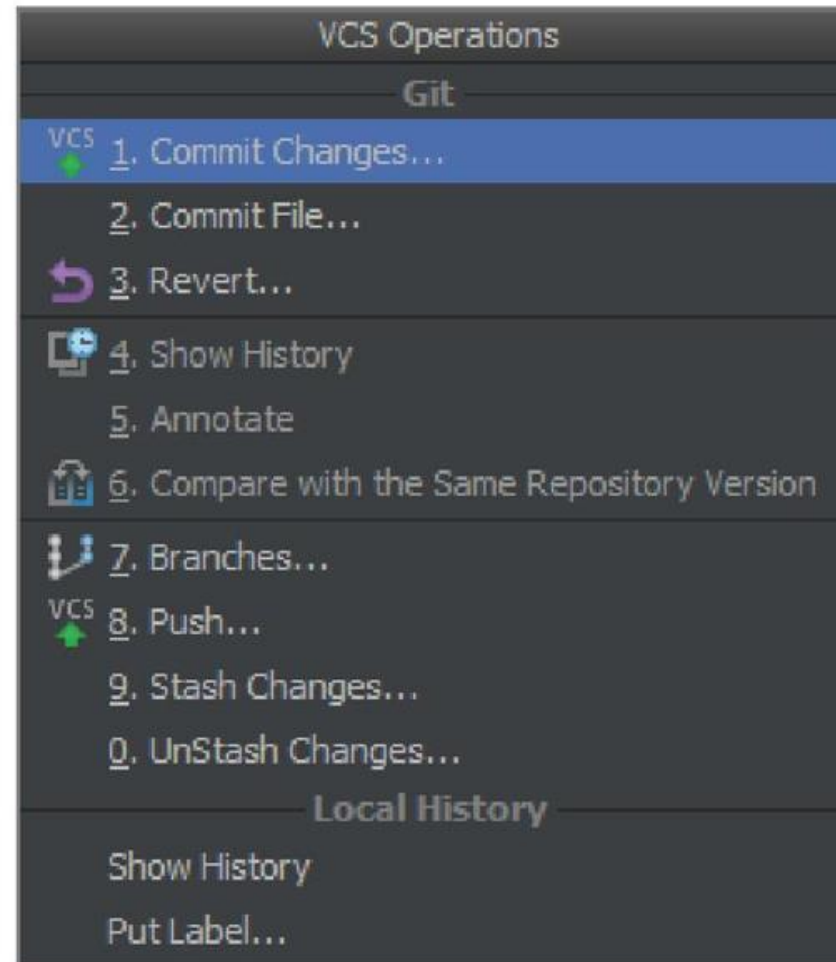 VCS Operations
Git
VCS 1. Commit Changes...
2. Commit File...
3. Revert...
4. Show History
5. Annotate
6. Compare with the Same Repository Version
7. Branches...
VCS 8. Push...
9. Stash Changes...
0. UnStash Changes...
Local History
Show History
Put Label...